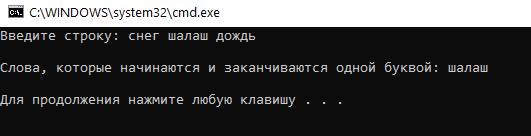 C:\WINDOWS\system32\cmd.exe
Введите строку: снег шалаш дождь
Слова, которые начинаются и заканчиваются одной буквой: шалаш
Для продолжения нажмите любую клавишу . . .